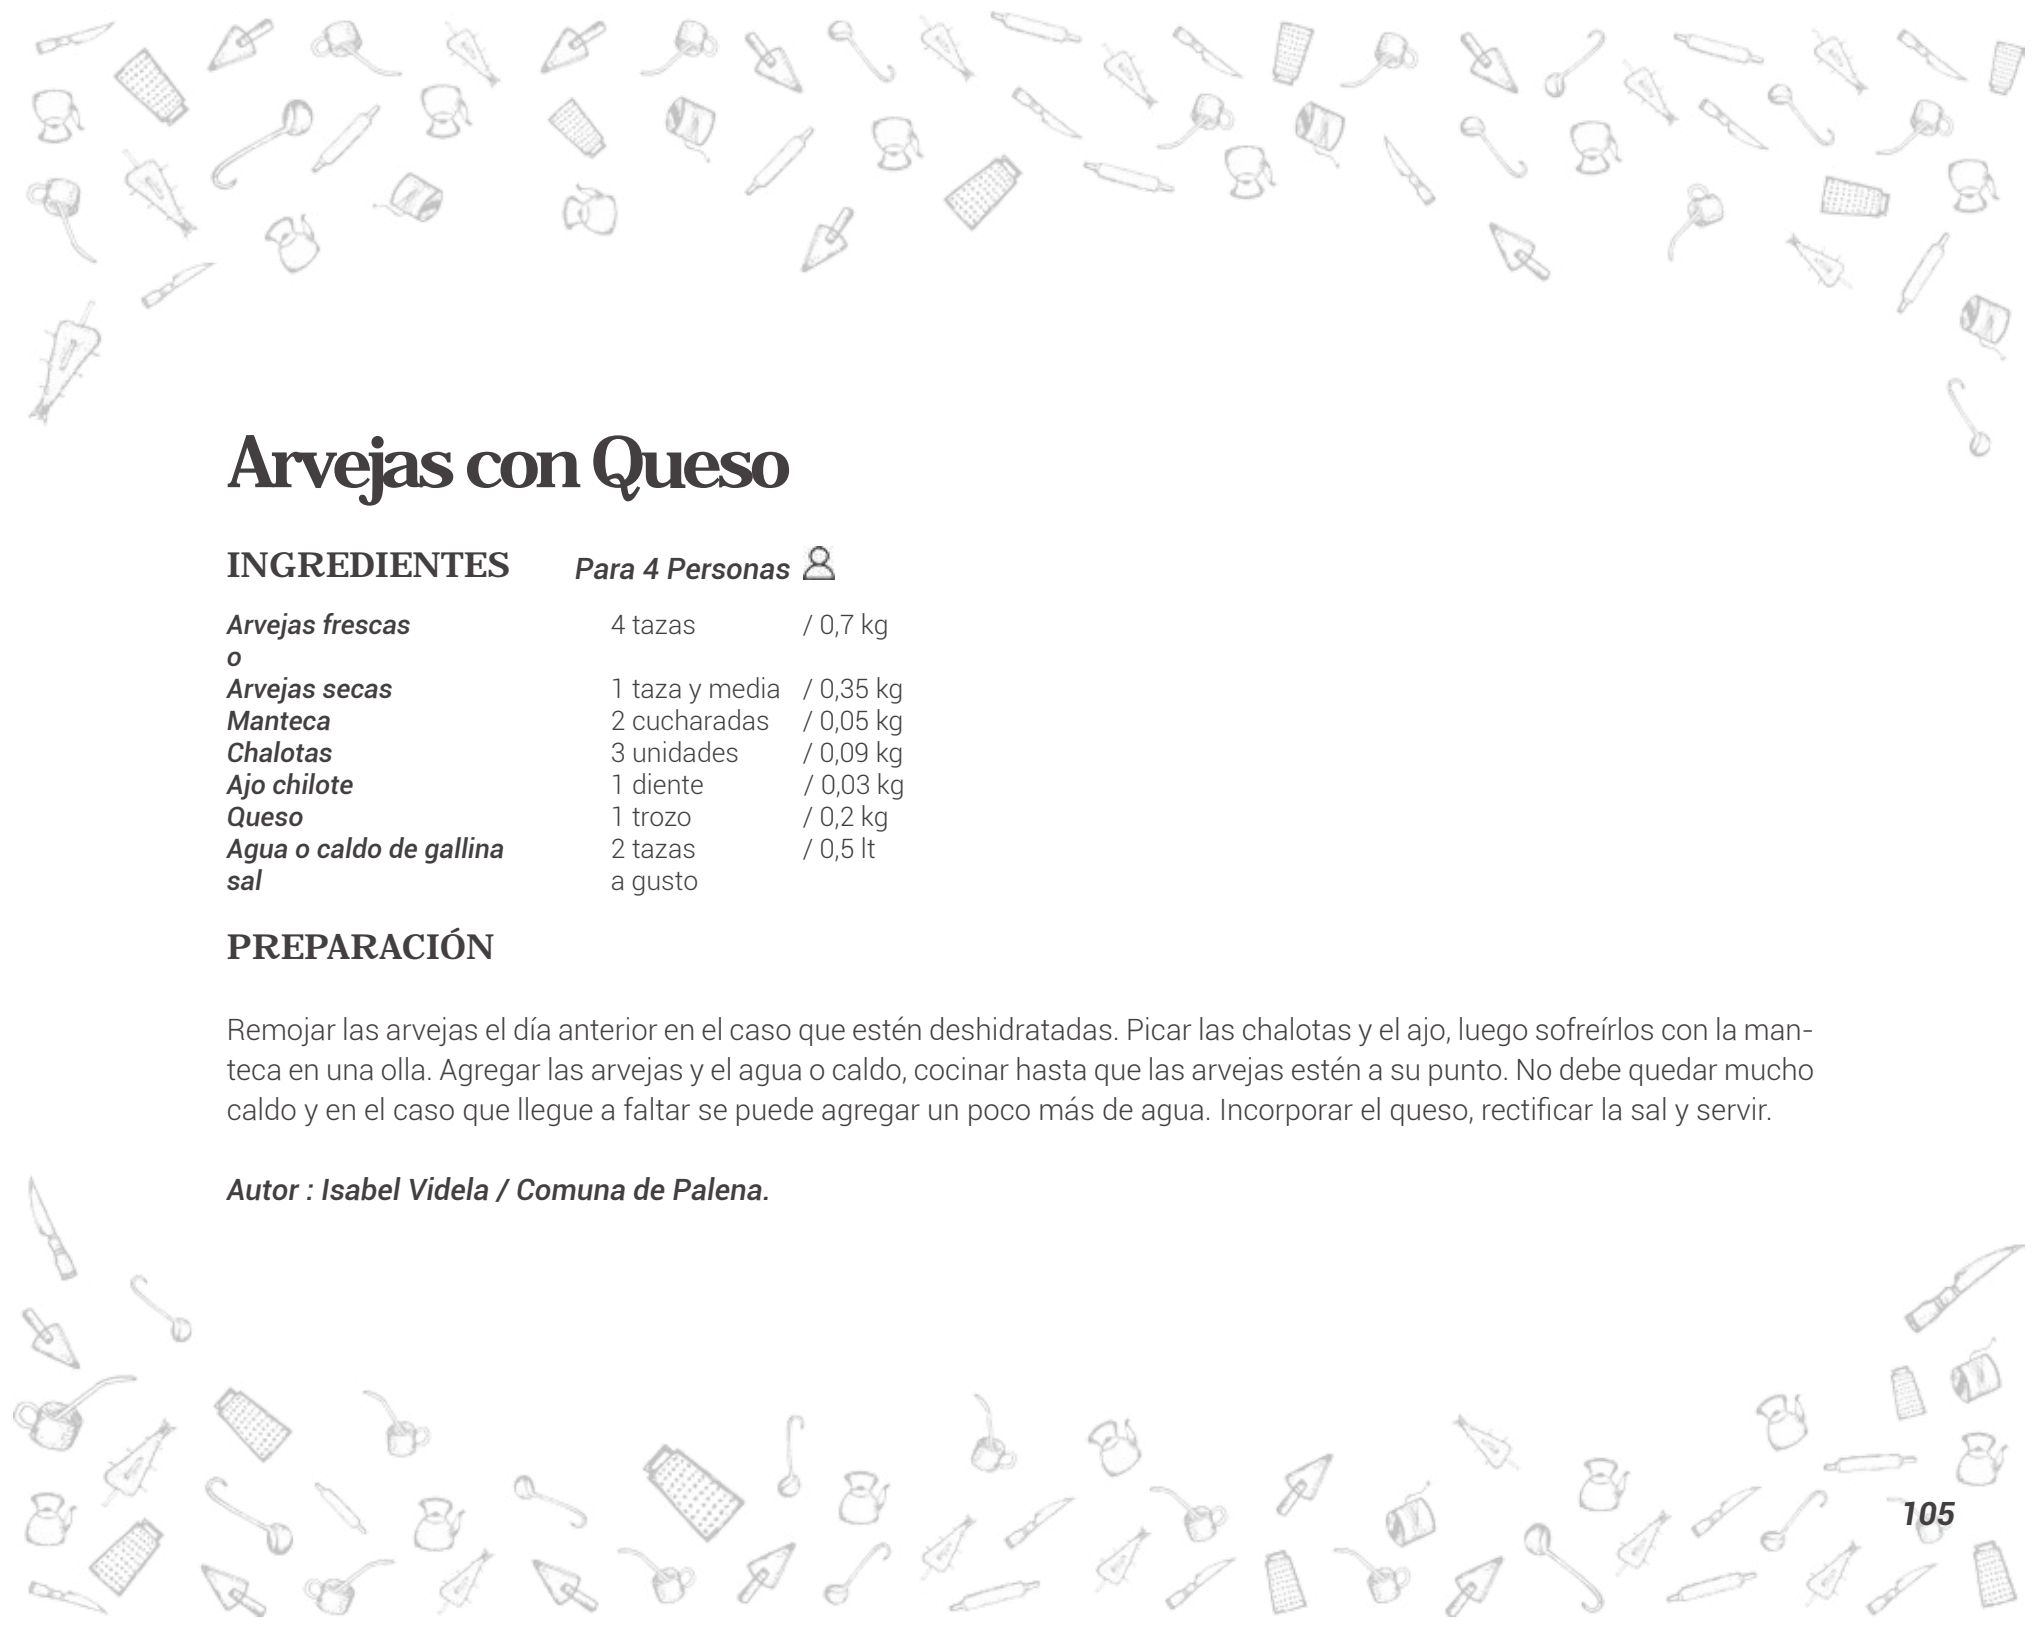 Arvejas con Queso
INGREDIENTES Para 4 Personas
Arvejas frescas 4 tazas / 0,7 kg
o
Arvejas secas 1 taza y media / 0,35 kg
Manteca 2 cucharadas / 0,05 kg
Chalotas 3 unidades / 0,09 kg
Ajo chilote 1 diente / 0,03 kg
Queso 1 trozo / 0,2 kg
Agua o caldo de gallina 2 tazas / 0,5 lt
sal a gusto
PREPARACIÓN
Remojar las arvejas el día anterior en el caso que estén deshidratadas. Picar las chalotas y el ajo, luego sofreírlos con la man-
teca en una olla. Agregar las arvejas y el agua o caldo, cocinar hasta que las arvejas estén a su punto. No debe quedar mucho
caldo y en el caso que llegue a faltar se puede agregar un poco más de agua. Incorporar el queso, rectificar la sal y servir.
Autor : Isabel Videla / Comuna de Palena.
105